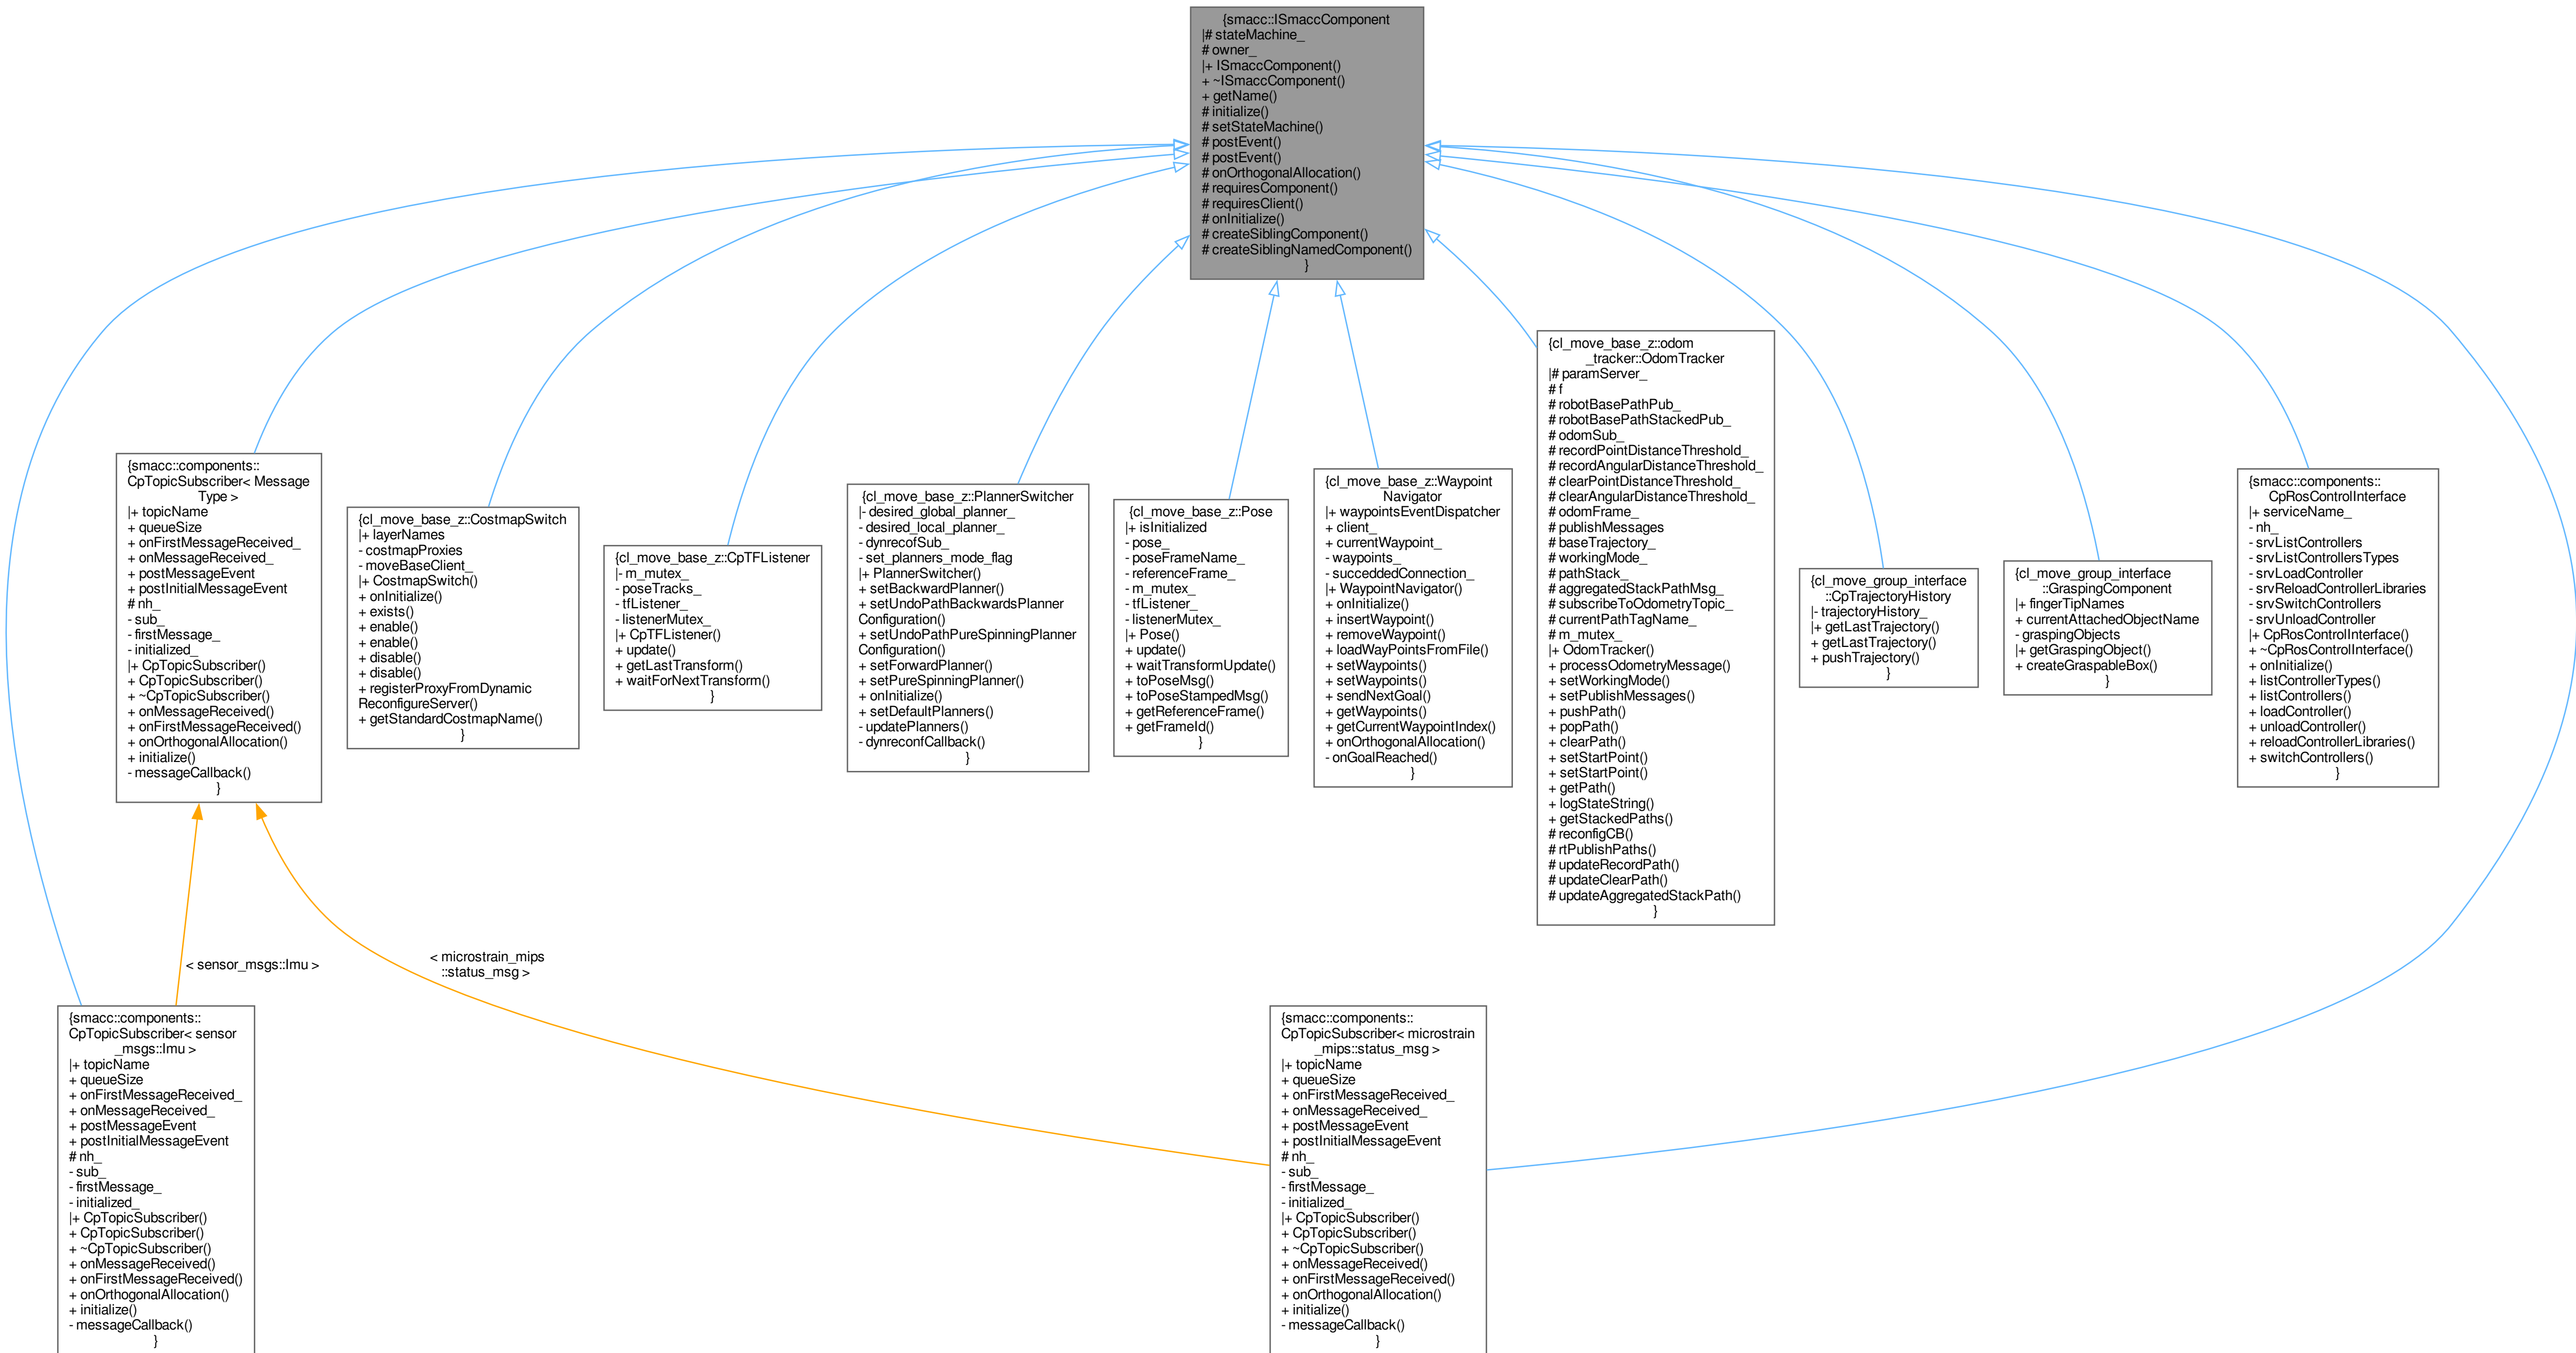 {smacc::ISmaccComponent
|# stateMachine_
# owner_
|+ ISmaccComponent()
+ ~ISmaccComponent()
+ getName()
# initialize()
# setStateMachine()
# postEvent()
# postEvent()
# onOrthogonalAllocation()
# requiresComponent()
# requiresClient()
# onInitialize()
# createSiblingComponent()
# createSiblingNamedComponent()
}
{smacc::components::
CpTopicSubscriber< Message
Type >
|+ topicName
+ queueSize
+ onFirstMessageReceived_
+ onMessageReceived_
+ postMessageEvent
+ postInitialMessageEvent
# nh_
- sub_
- firstMessage_
- initialized_
|+ CpTopicSubscriber()
+ CpTopicSubscriber()
+ ~CpTopicSubscriber()
+ onMessageReceived()
+ onFirstMessageReceived()
+ onOrthogonalAllocation()
+ initialize()
- messageCallback()
}
{cl_move_base_z::CostmapSwitch
|+ layerNames
- costmapProxies
- moveBaseClient_
|+ CostmapSwitch()
+ onInitialize()
+ exists()
+ enable()
+ enable()
+ disable()
+ disable()
+ registerProxyFromDynamic
ReconfigureServer()
+ getStandardCostmapName()
}
{cl_move_base_z::CpTFListener
|- m_mutex_
- poseTracks_
- tfListener_
- listenerMutex_
|+ CpTFListener()
+ update()
+ getLastTransform()
+ waitForNextTransform()
}
{cl_move_base_z::PlannerSwitcher
|- desired_global_planner_
- desired_local_planner_
- dynrecofSub_
- set_planners_mode_flag
|+ PlannerSwitcher()
+ setBackwardPlanner()
+ setUndoPathBackwardsPlanner
Configuration()
+ setUndoPathPureSpinningPlanner
Configuration()
+ setForwardPlanner()
+ setPureSpinningPlanner()
+ onInitialize()
+ setDefaultPlanners()
- updatePlanners()
- dynreconfCallback()
}
{cl_move_base_z::Pose
|+ isInitialized
- pose_
- poseFrameName_
- referenceFrame_
- m_mutex_
- tfListener_
- listenerMutex_
|+ Pose()
+ update()
+ waitTransformUpdate()
+ toPoseMsg()
+ toPoseStampedMsg()
+ getReferenceFrame()
+ getFrameId()
}
{cl_move_base_z::Waypoint
Navigator
|+ waypointsEventDispatcher
+ client_
+ currentWaypoint_
- waypoints_
- succeddedConnection_
|+ WaypointNavigator()
+ onInitialize()
+ insertWaypoint()
+ removeWaypoint()
+ loadWayPointsFromFile()
+ setWaypoints()
+ setWaypoints()
+ sendNextGoal()
+ getWaypoints()
+ getCurrentWaypointIndex()
+ onOrthogonalAllocation()
- onGoalReached()
}
{cl_move_base_z::odom
_tracker::OdomTracker
|# paramServer_
# f
# robotBasePathPub_
# robotBasePathStackedPub_
# odomSub_
# recordPointDistanceThreshold_
# recordAngularDistanceThreshold_
# clearPointDistanceThreshold_
# clearAngularDistanceThreshold_
# odomFrame_
# publishMessages
# baseTrajectory_
# workingMode_
# pathStack_
# aggregatedStackPathMsg_
# subscribeToOdometryTopic_
# currentPathTagName_
# m_mutex_
|+ OdomTracker()
+ processOdometryMessage()
+ setWorkingMode()
+ setPublishMessages()
+ pushPath()
+ popPath()
+ clearPath()
+ setStartPoint()
+ setStartPoint()
+ getPath()
+ logStateString()
+ getStackedPaths()
# reconfigCB()
# rtPublishPaths()
# updateRecordPath()
# updateClearPath()
# updateAggregatedStackPath()
}
{cl_move_group_interface
::CpTrajectoryHistory
|- trajectoryHistory_
|+ getLastTrajectory()
+ getLastTrajectory()
+ pushTrajectory()
}
{cl_move_group_interface
::GraspingComponent
|+ fingerTipNames
+ currentAttachedObjectName
- graspingObjects
|+ getGraspingObject()
+ createGraspableBox()
}
{smacc::components::
CpRosControlInterface
|+ serviceName_
- nh_
- srvListControllers
- srvListControllersTypes
- srvLoadController
- srvReloadControllerLibraries
- srvSwitchControllers
- srvUnloadController
|+ CpRosControlInterface()
+ ~CpRosControlInterface()
+ onInitialize()
+ listControllerTypes()
+ listControllers()
+ loadController()
+ unloadController()
+ reloadControllerLibraries()
+ switchControllers()
}
< sensor_msgs::Imu >
< microstrain_mips
::status_msg >
{smacc::components::
CpTopicSubscriber< sensor
_msgs::Imu >
|+ topicName
+ queueSize
+ onFirstMessageReceived_
+ onMessageReceived_
+ postMessageEvent
+ postInitialMessageEvent
# nh_
- sub_
- firstMessage_
- initialized_
|+ CpTopicSubscriber()
+ CpTopicSubscriber()
+ ~CpTopicSubscriber()
+ onMessageReceived()
+ onFirstMessageReceived()
+ onOrthogonalAllocation()
+ initialize()
- messageCallback()
}
{smacc::components::
CpTopicSubscriber< microstrain
_mips::status_msg >
|+ topicName
+ queueSize
+ onFirstMessageReceived_
+ onMessageReceived_
+ postMessageEvent
+ postInitialMessageEvent
# nh_
- sub_
- firstMessage_
- initialized_
|+ CpTopicSubscriber()
+ CpTopicSubscriber()
+ ~CpTopicSubscriber()
+ onMessageReceived()
+ onFirstMessageReceived()
+ onOrthogonalAllocation()
+ initialize()
- messageCallback()
}